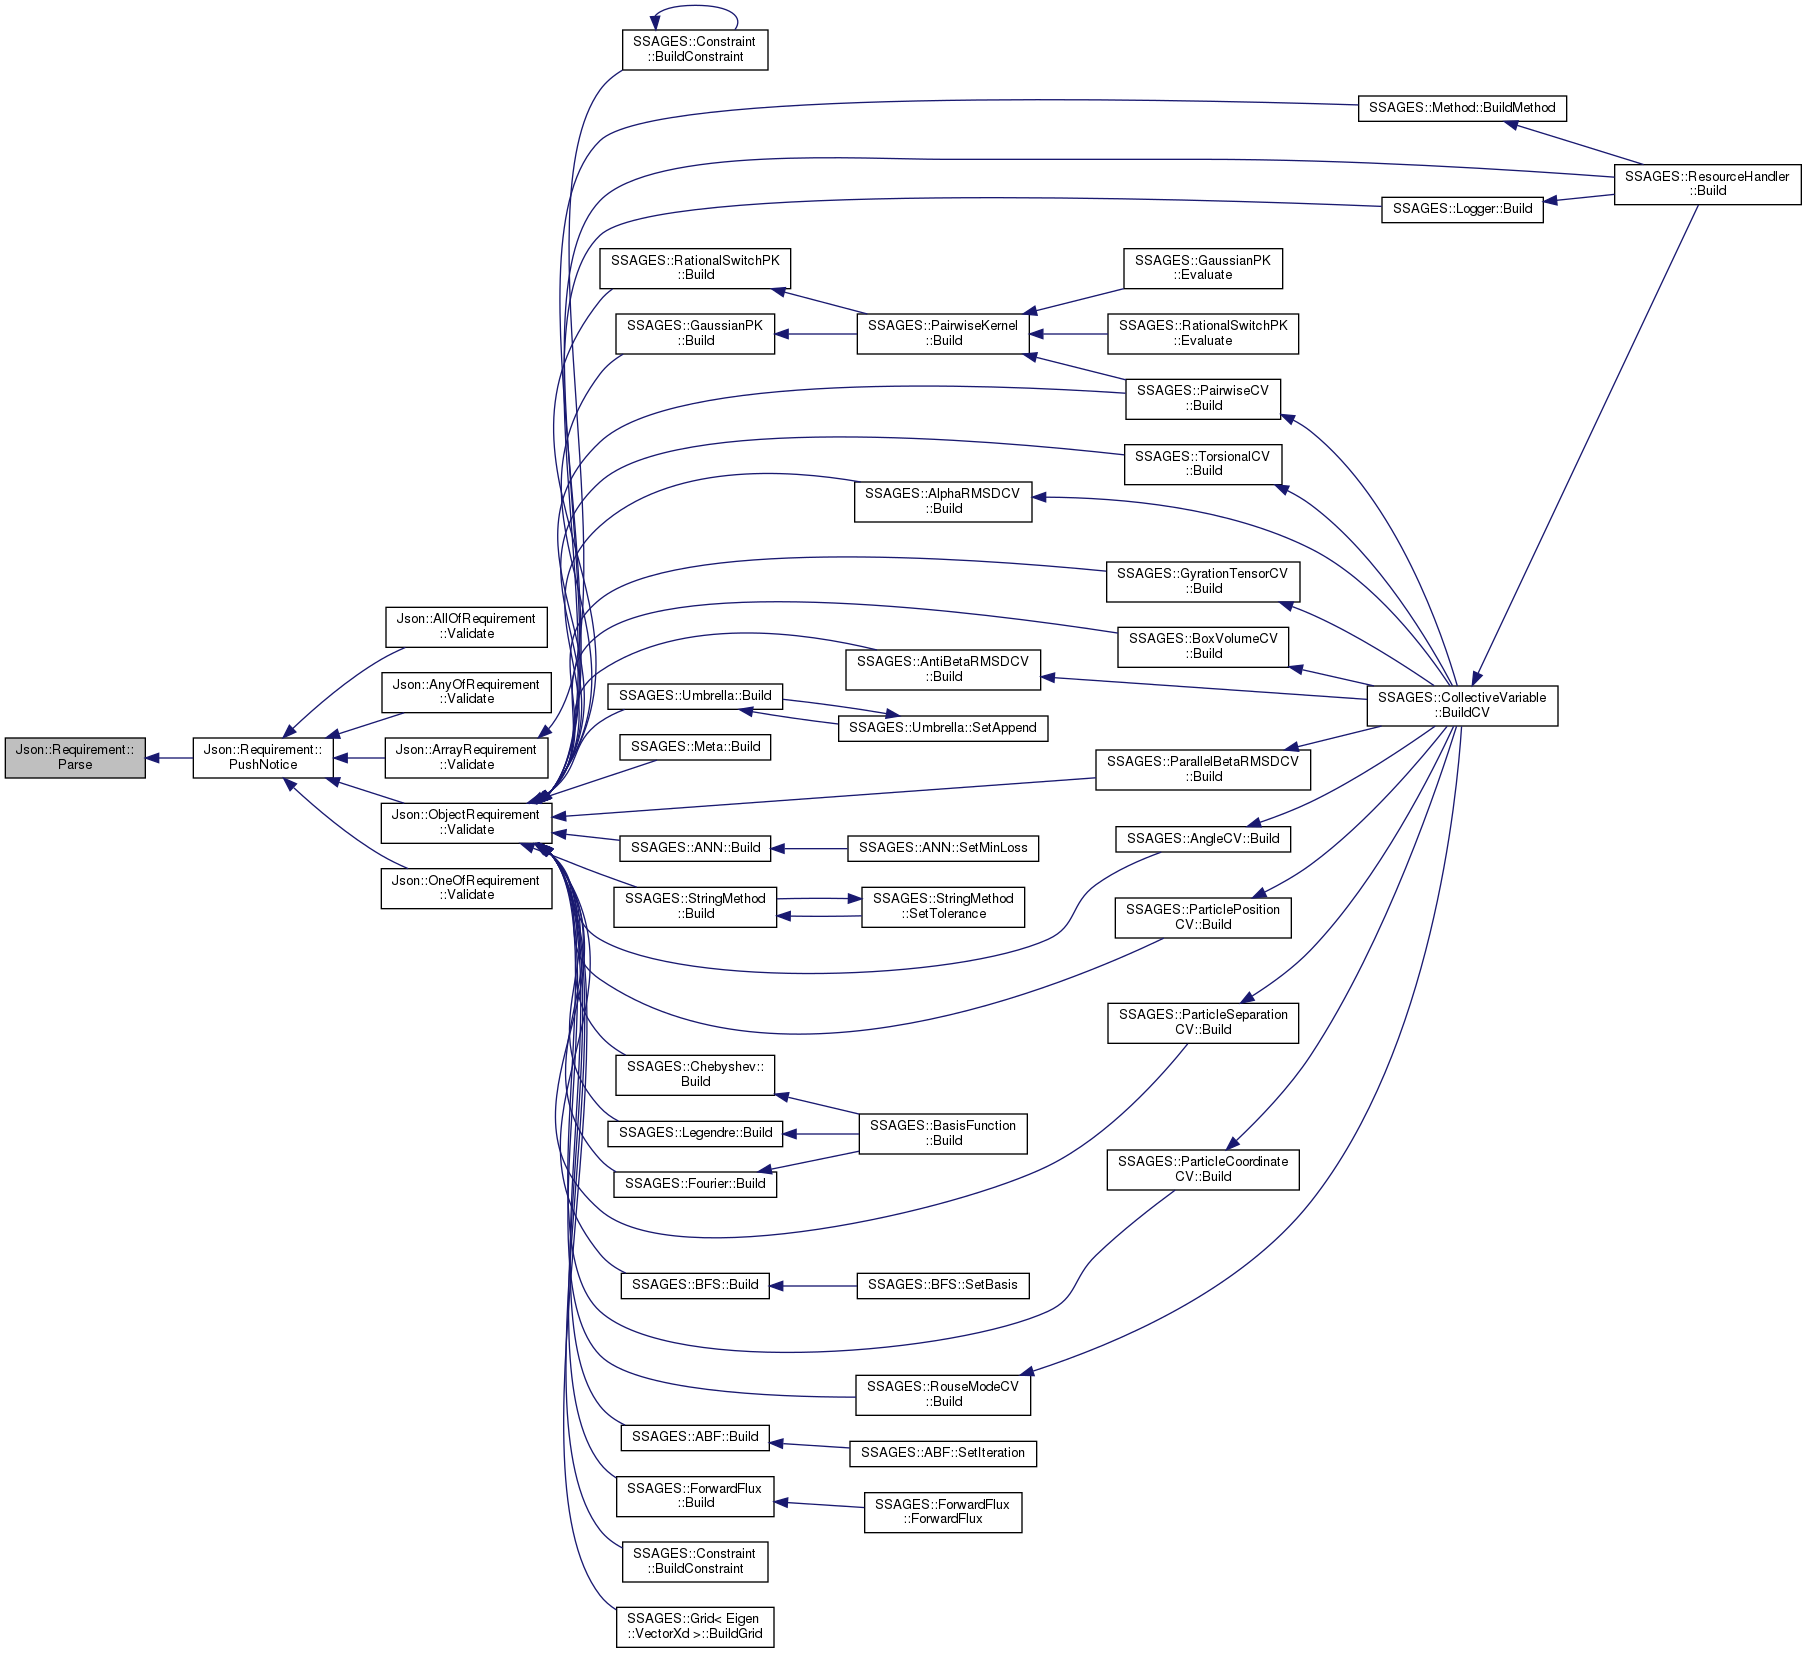 SSAGES::Constraint
::BuildConstraint
SSAGES::Method::BuildMethod
SSAGES::ResourceHandler
::Build
SSAGES::Logger::Build
SSAGES::RationalSwitchPK
::Build
SSAGES::GaussianPK
::Evaluate
SSAGES::GaussianPK
::Build
SSAGES::PairwiseKernel
::Build
SSAGES::RationalSwitchPK
::Evaluate
SSAGES::PairwiseCV
::Build
SSAGES::TorsionalCV
::Build
SSAGES::AlphaRMSDCV
::Build
SSAGES::GyrationTensorCV
::Build
Json::AllOfRequirement
::Validate
SSAGES::BoxVolumeCV
::Build
SSAGES::AntiBetaRMSDCV
::Build
Json::AnyOfRequirement
::Validate
SSAGES::Umbrella::Build
SSAGES::CollectiveVariable
::BuildCV
SSAGES::Umbrella::SetAppend
Json::Requirement::
Parse
Json::Requirement::
PushNotice
Json::ArrayRequirement
::Validate
SSAGES::Meta::Build
SSAGES::ParallelBetaRMSDCV
::Build
Json::ObjectRequirement
::Validate
SSAGES::AngleCV::Build
SSAGES::ANN::Build
SSAGES::ANN::SetMinLoss
Json::OneOfRequirement
::Validate
SSAGES::StringMethod
::Build
SSAGES::StringMethod
::SetTolerance
SSAGES::ParticlePosition
CV::Build
SSAGES::ParticleSeparation
CV::Build
SSAGES::Chebyshev::
Build
SSAGES::Legendre::Build
SSAGES::BasisFunction
::Build
SSAGES::Fourier::Build
SSAGES::ParticleCoordinate
CV::Build
SSAGES::BFS::Build
SSAGES::BFS::SetBasis
SSAGES::RouseModeCV
::Build
SSAGES::ABF::Build
SSAGES::ABF::SetIteration
SSAGES::ForwardFlux
::Build
SSAGES::ForwardFlux
::ForwardFlux
SSAGES::Constraint
::BuildConstraint
SSAGES::Grid< Eigen
::VectorXd >::BuildGrid